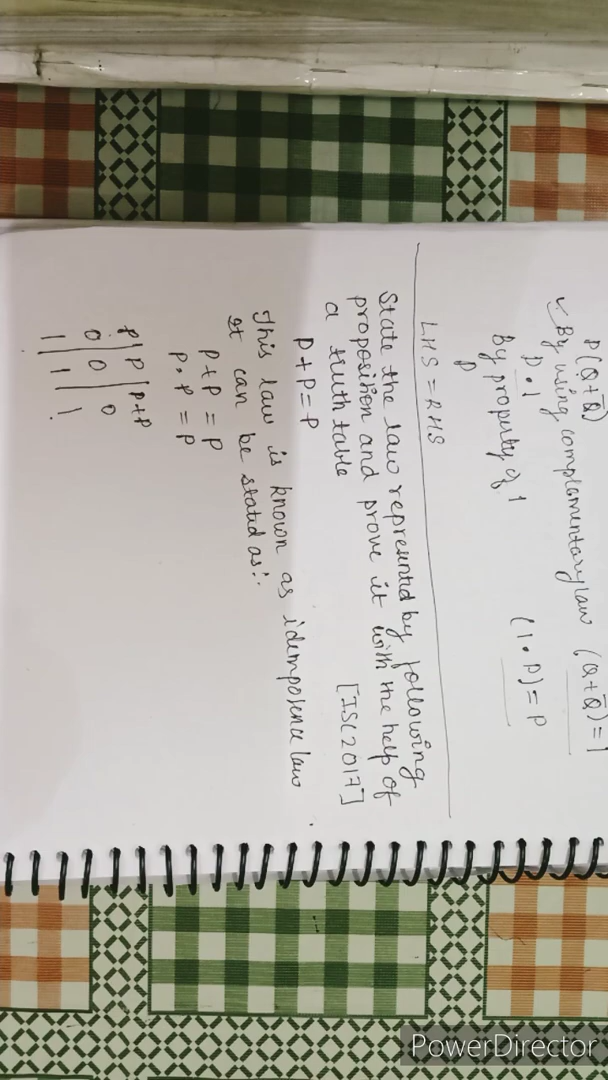 P(Q+Q̅)
✓ By using complementary law (Q+Q̅)=1
P.1
By property of 1 (1.P)=P
P
LHS = RHS
State the law represented by following
proposition and prove it with the help of
a truth table [ISC 2017]
P+P=P
This law is known as idempotence law
It can be stated as:.
P+P = P
P.P = P
P | P | P+P
0 | 0 | 0
1 | 1 | 1
PowerDirector